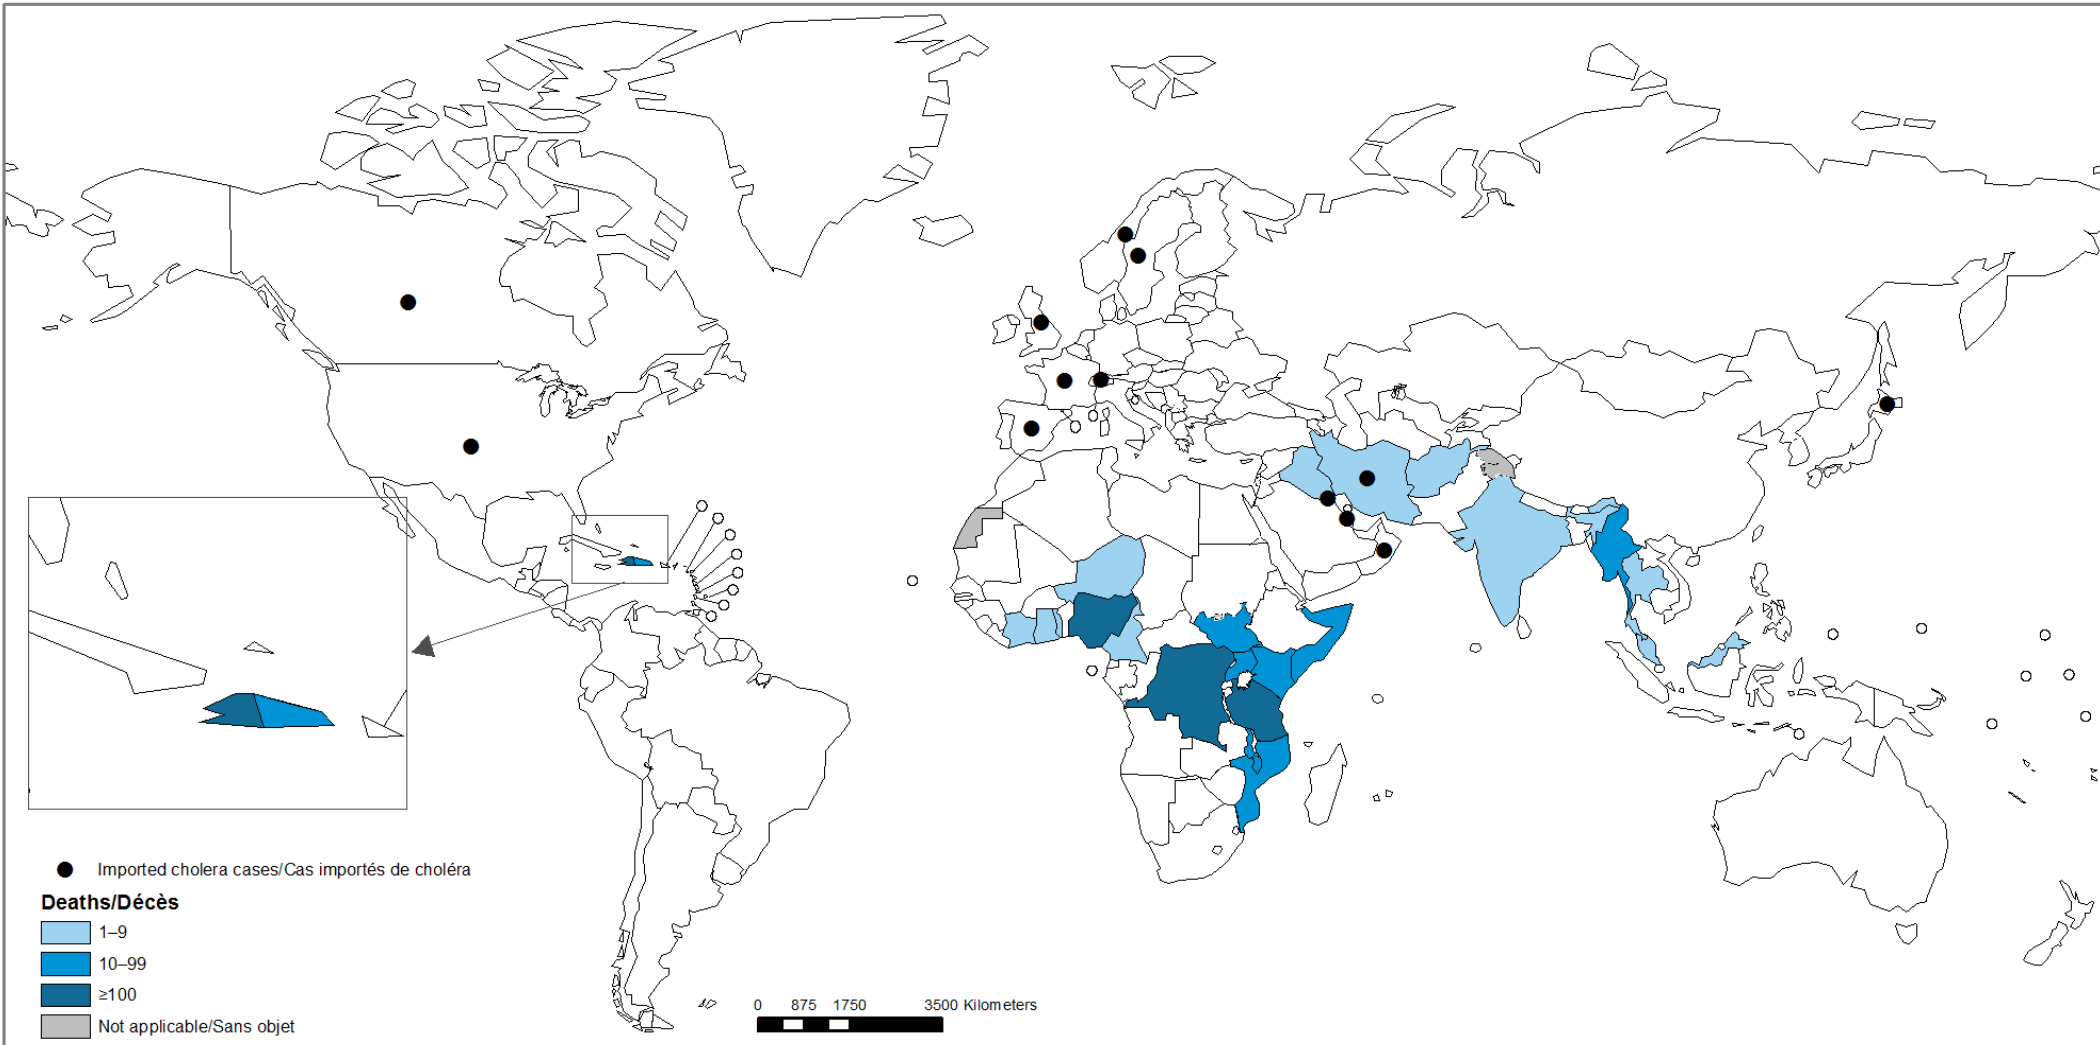 Imported cholera cases/Cas importés de choléra
Deaths/Décès
1–9
10–99
≥100
Not applicable/Sans objet
0 875 1750 3500 Kilometers